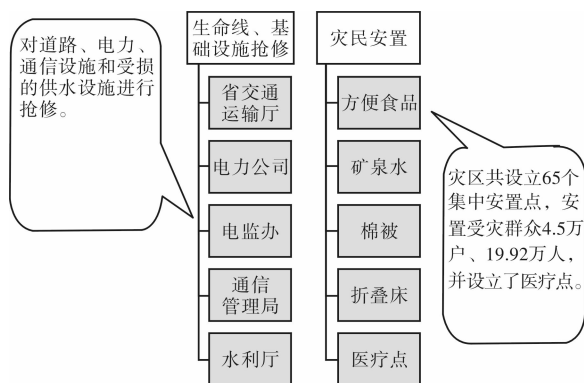 对道路、电力、
通信设施和受损
的供水设施进行
抢修。
生命线、基
础设施抢修
省交通
运输厅
电力公司
电监办
通信
管理局
水利厅
灾民安置
方便食品
矿泉水
棉被
折叠床
医疗点
灾区共设立65个
集中安置点，安
置受灾群众4.5万
户、19.92万人，
并设立了医疗点。